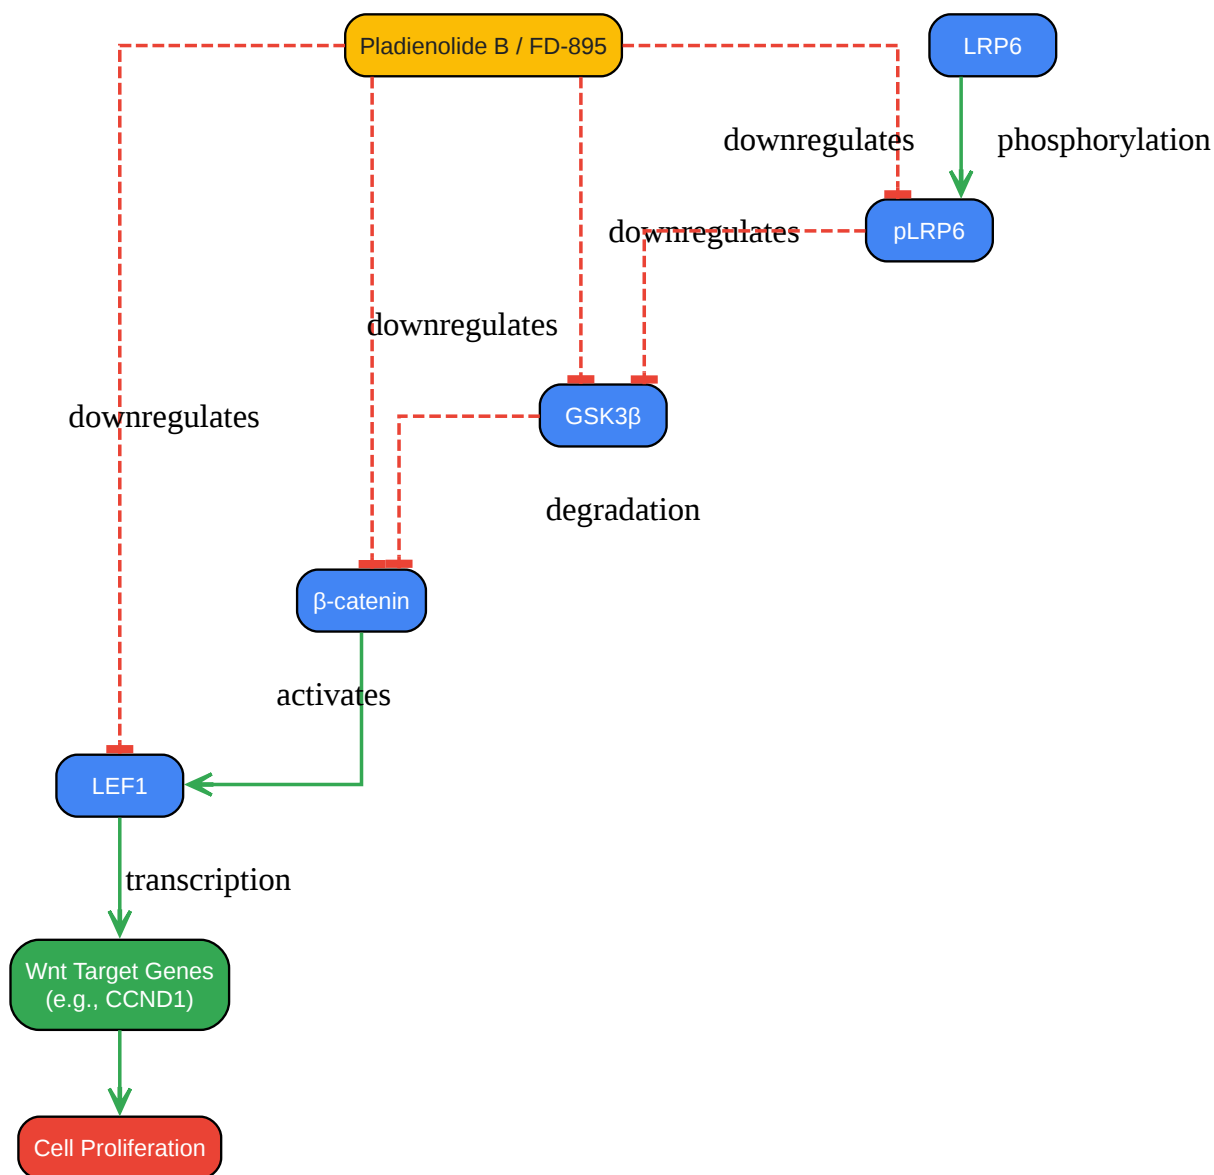 Pladienolide B / FD-895
LRP6
downregulates
phosphorylation
downregulates
pLRP6
downregulates
downregulates
GSK3β
degradation
β-catenin
activates
LEF1
transcription
Wnt Target Genes
(e.g., CCND1)
Cell Proliferation